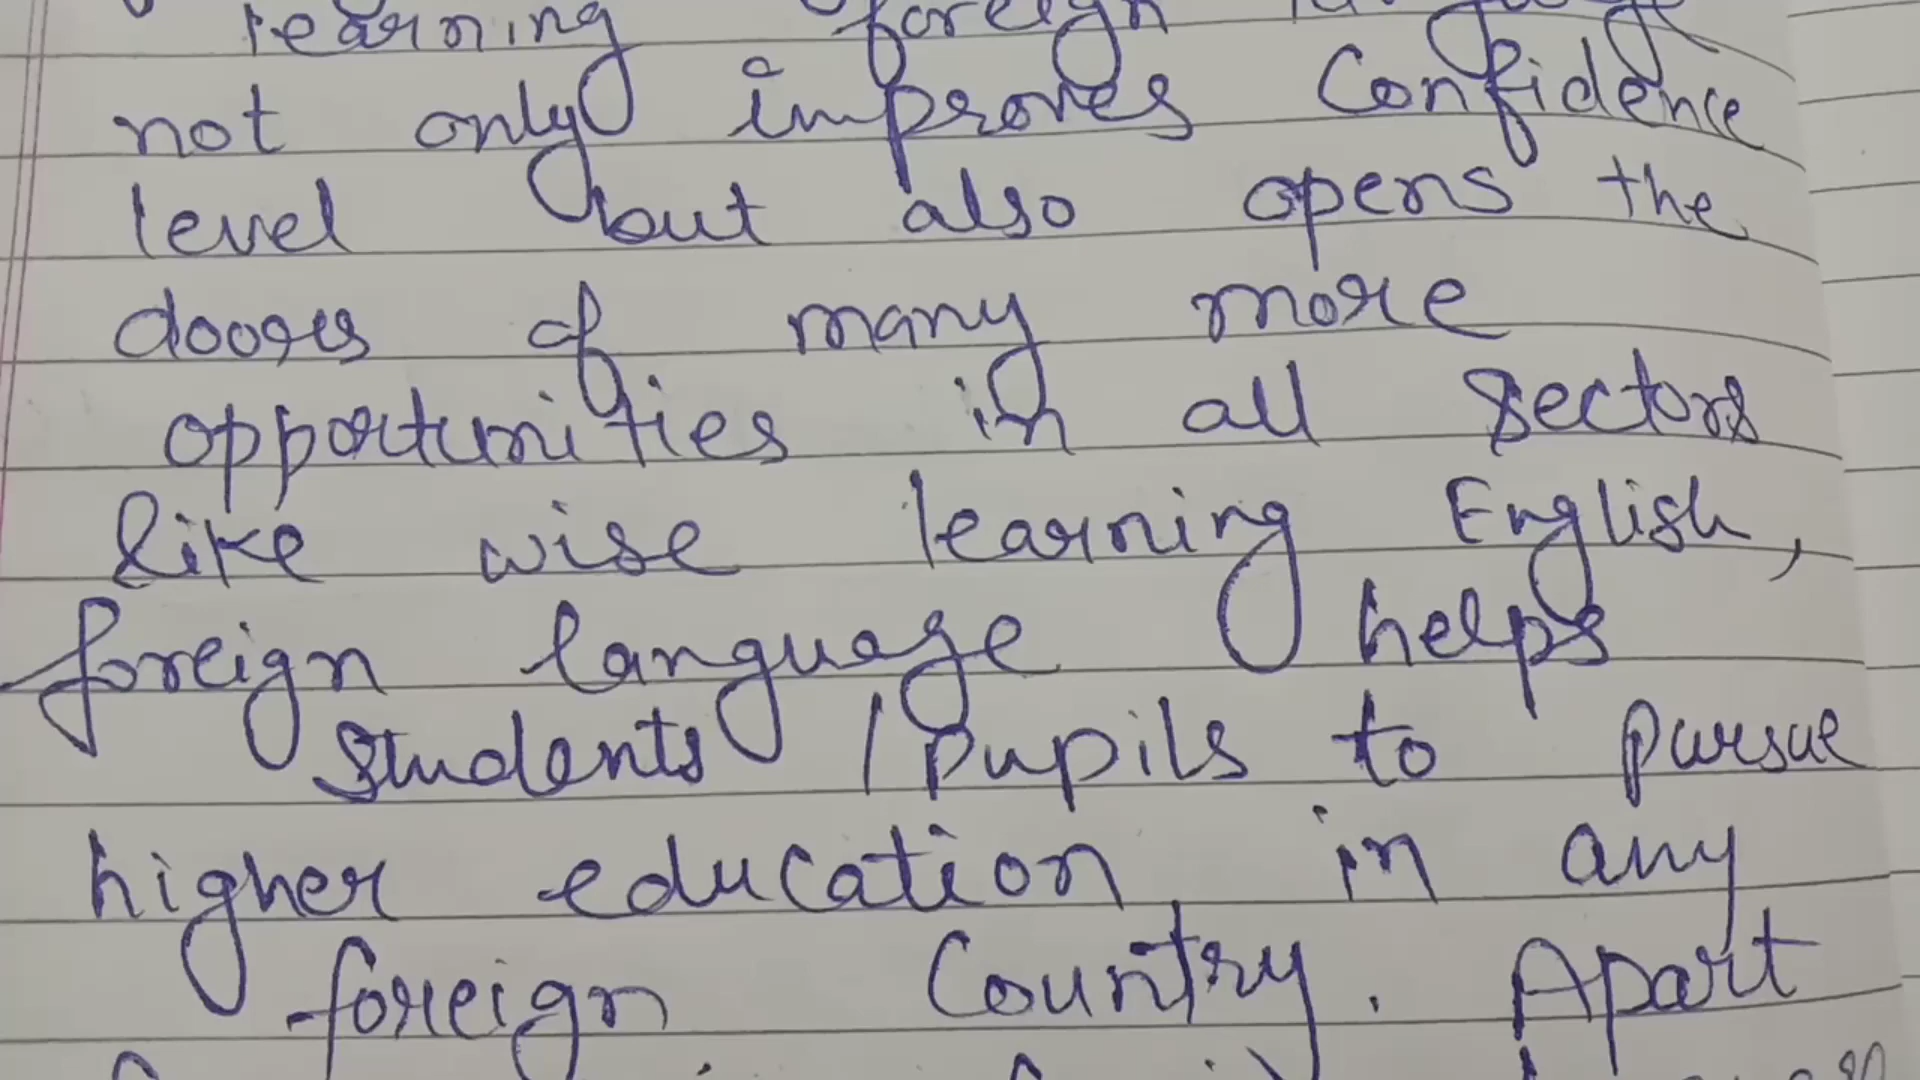 learning foreign language
not only improves Confidence
level but also opens the
doors of many more
opportunities in all sectors
like wise learning English,
foreign language helps
students / pupils to pursue
higher education in any
foreign Country. Apart